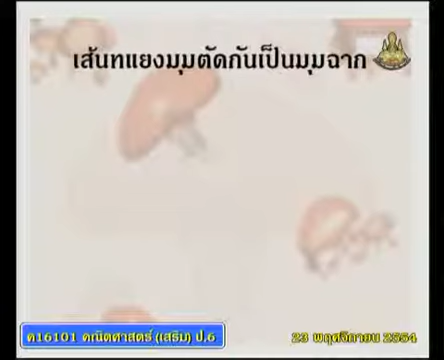 เส้นทแยงมุมตัดกันเป็นมุมฉาก
ค16101 คณิตศาสตร์ (เสริม) ป.6
23 พฤศจิกายน 2554